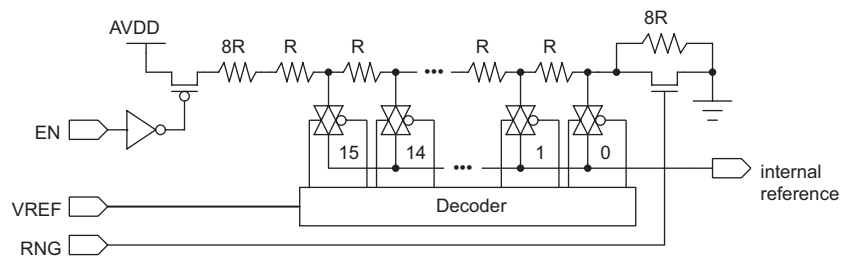 AVDD
8R
R
R
R
R
8R
•••
EN
15
14
1
0
•••
internal
reference
VREF
Decoder
RNG